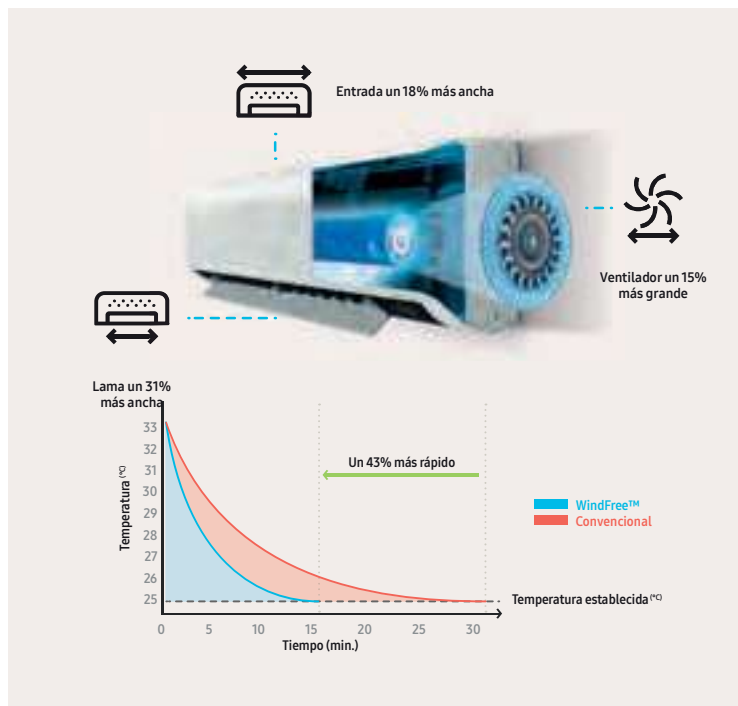 Entrada un 18% más ancha
Ventilador un 15%
más grande
Lama un 31%
más ancha
Temperatura (°C)
33
32
31
30
29
28
27
26
25
Un 43% más rápido
WindFree™
Convencional
Temperatura establecida (°C)
0 5 10 15 20 25 30
Tiempo (min.)